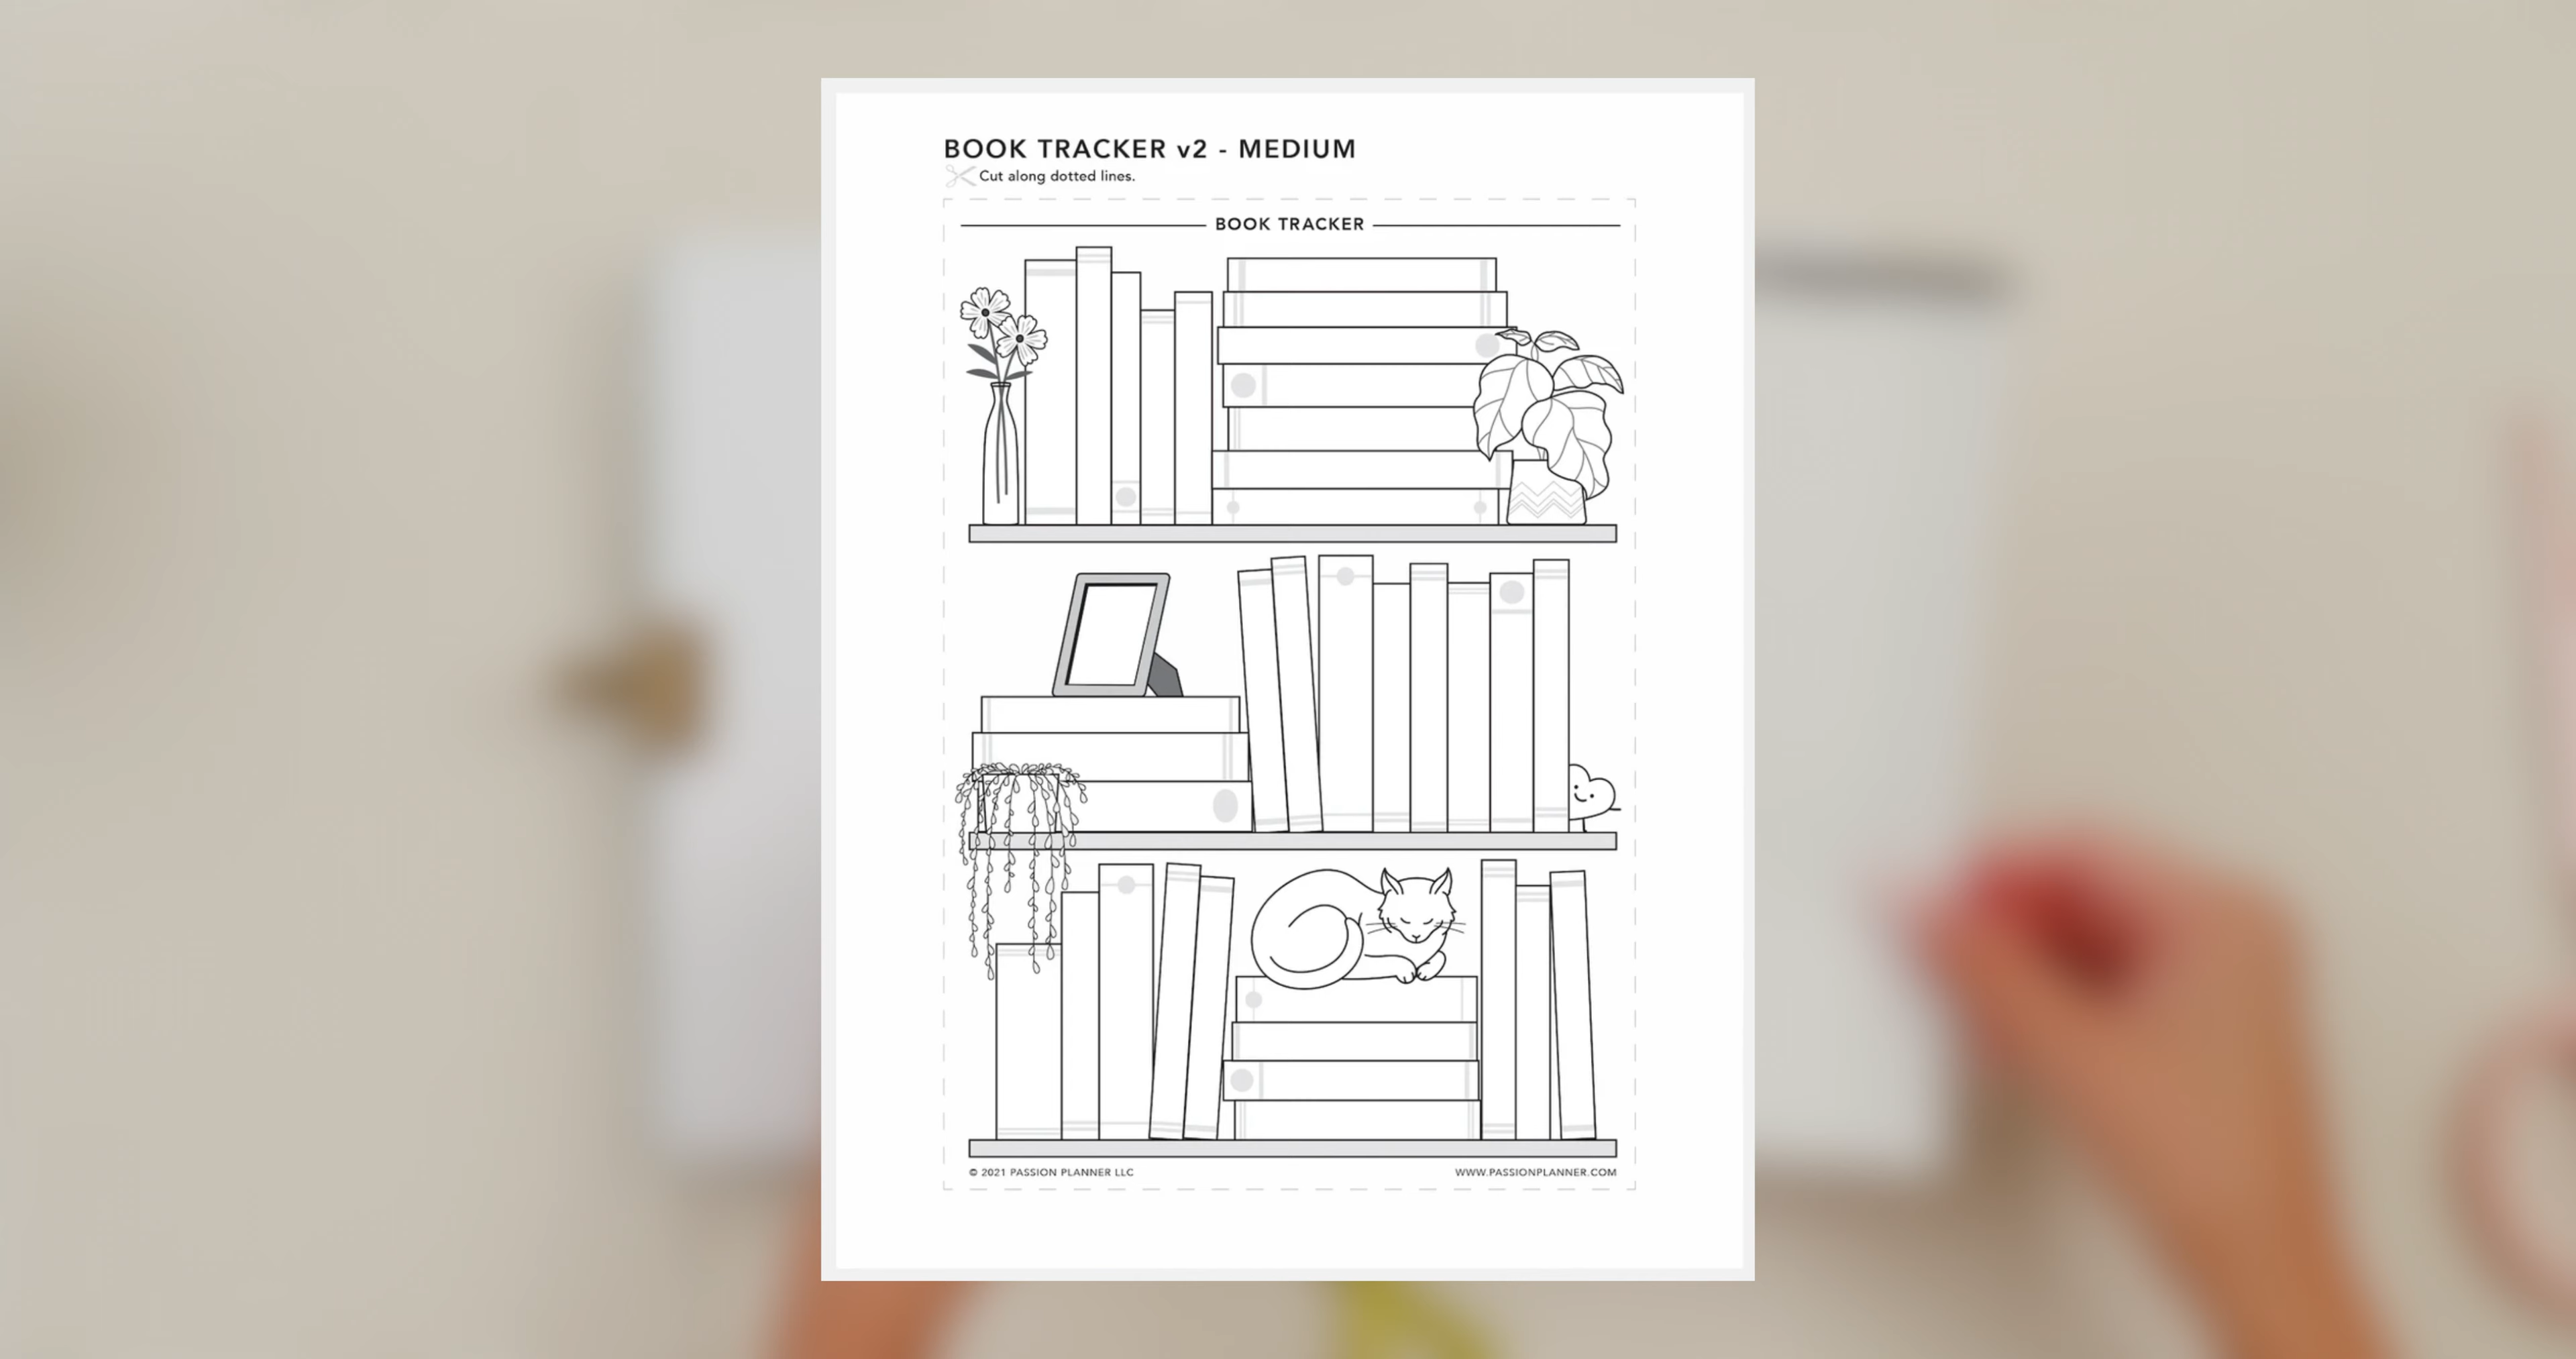 BOOK TRACKER v2 - MEDIUM
Cut along dotted lines.
BOOK TRACKER
© 2021 PASSION PLANNER LLC
WWW.PASSIONPLANNER.COM